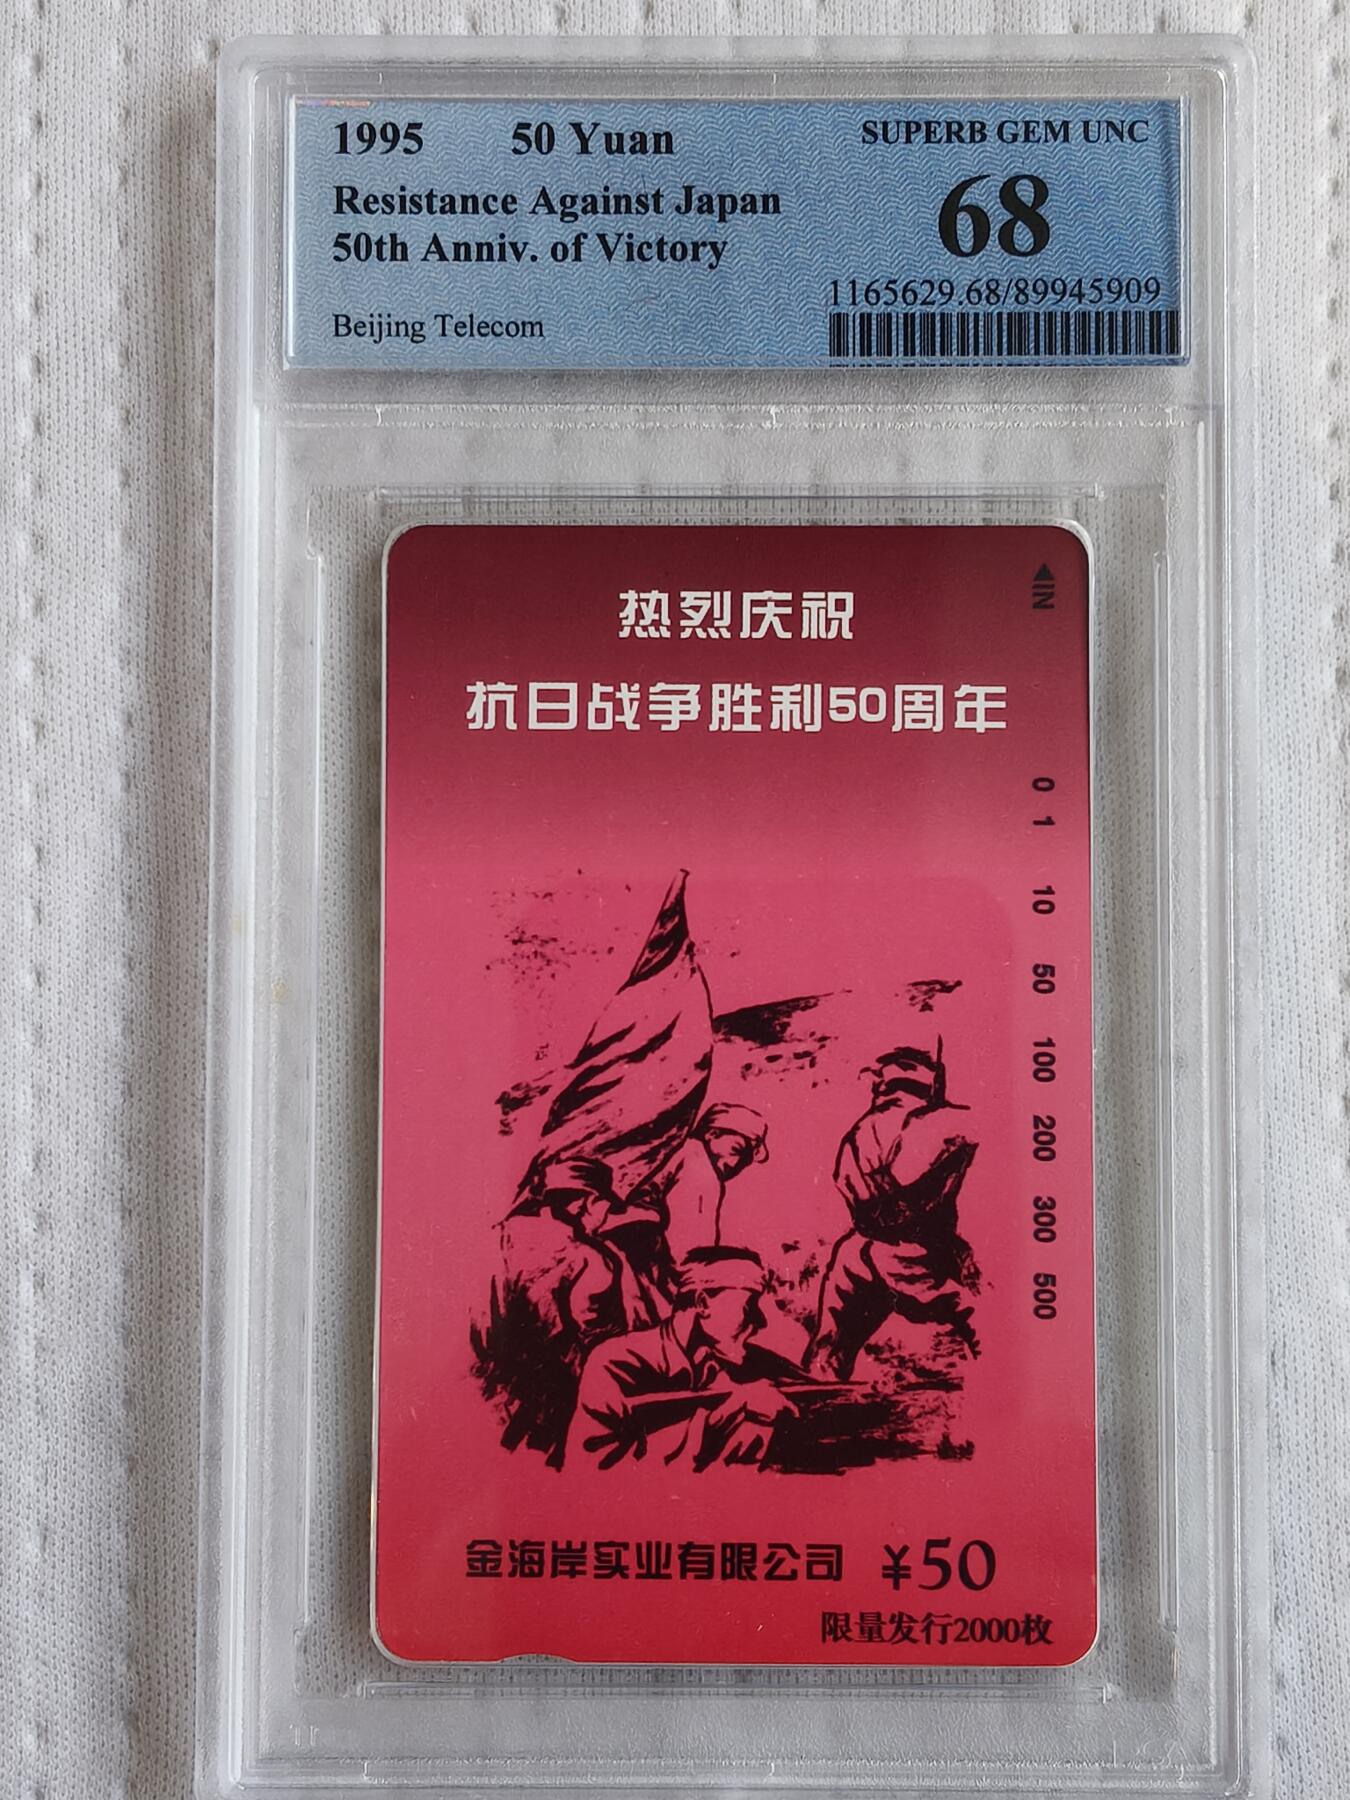 1995 50 Yuan
SUPERB GEM UNC
Resistance Against Japan
68
50th Anniv. of Victory
1165629.68/89945909
Beijing Telecom
IN
热烈庆祝
抗日战争胜利50周年
0
1
10
50
100
200
300
500
金海岸实业有限公司 ¥50
限量发行2000枚